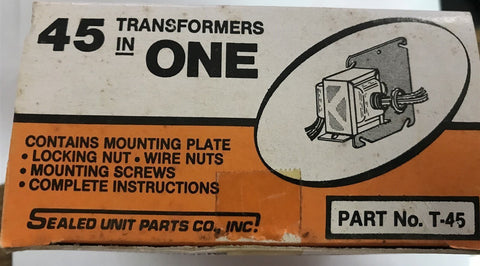 45 TRANSFORMERS
IN ONE
CONTAINS MOUNTING PLATE
• LOCKING NUT • WIRE NUTS
• MOUNTING SCREWS
• COMPLETE INSTRUCTIONS
SEALED UNIT PARTS CO., INC.
PART No. T-45